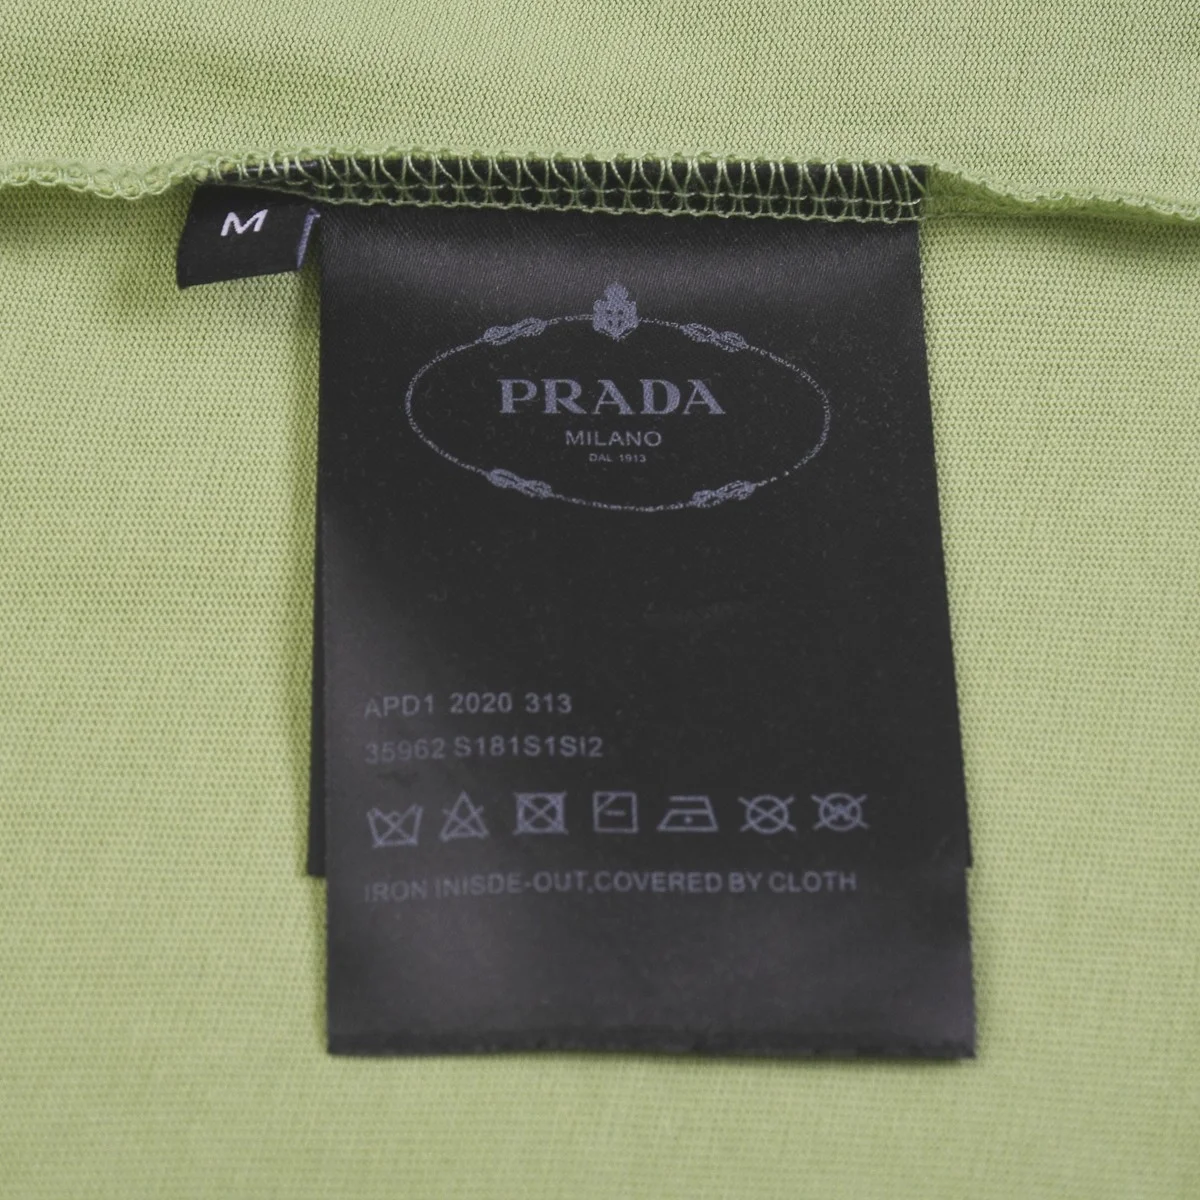 M
PRADA
MILANO
DAL 1913
APD1 2020 313
35962 S181S1SI2
IRON INISDE-OUT,COVERED BY CLOTH